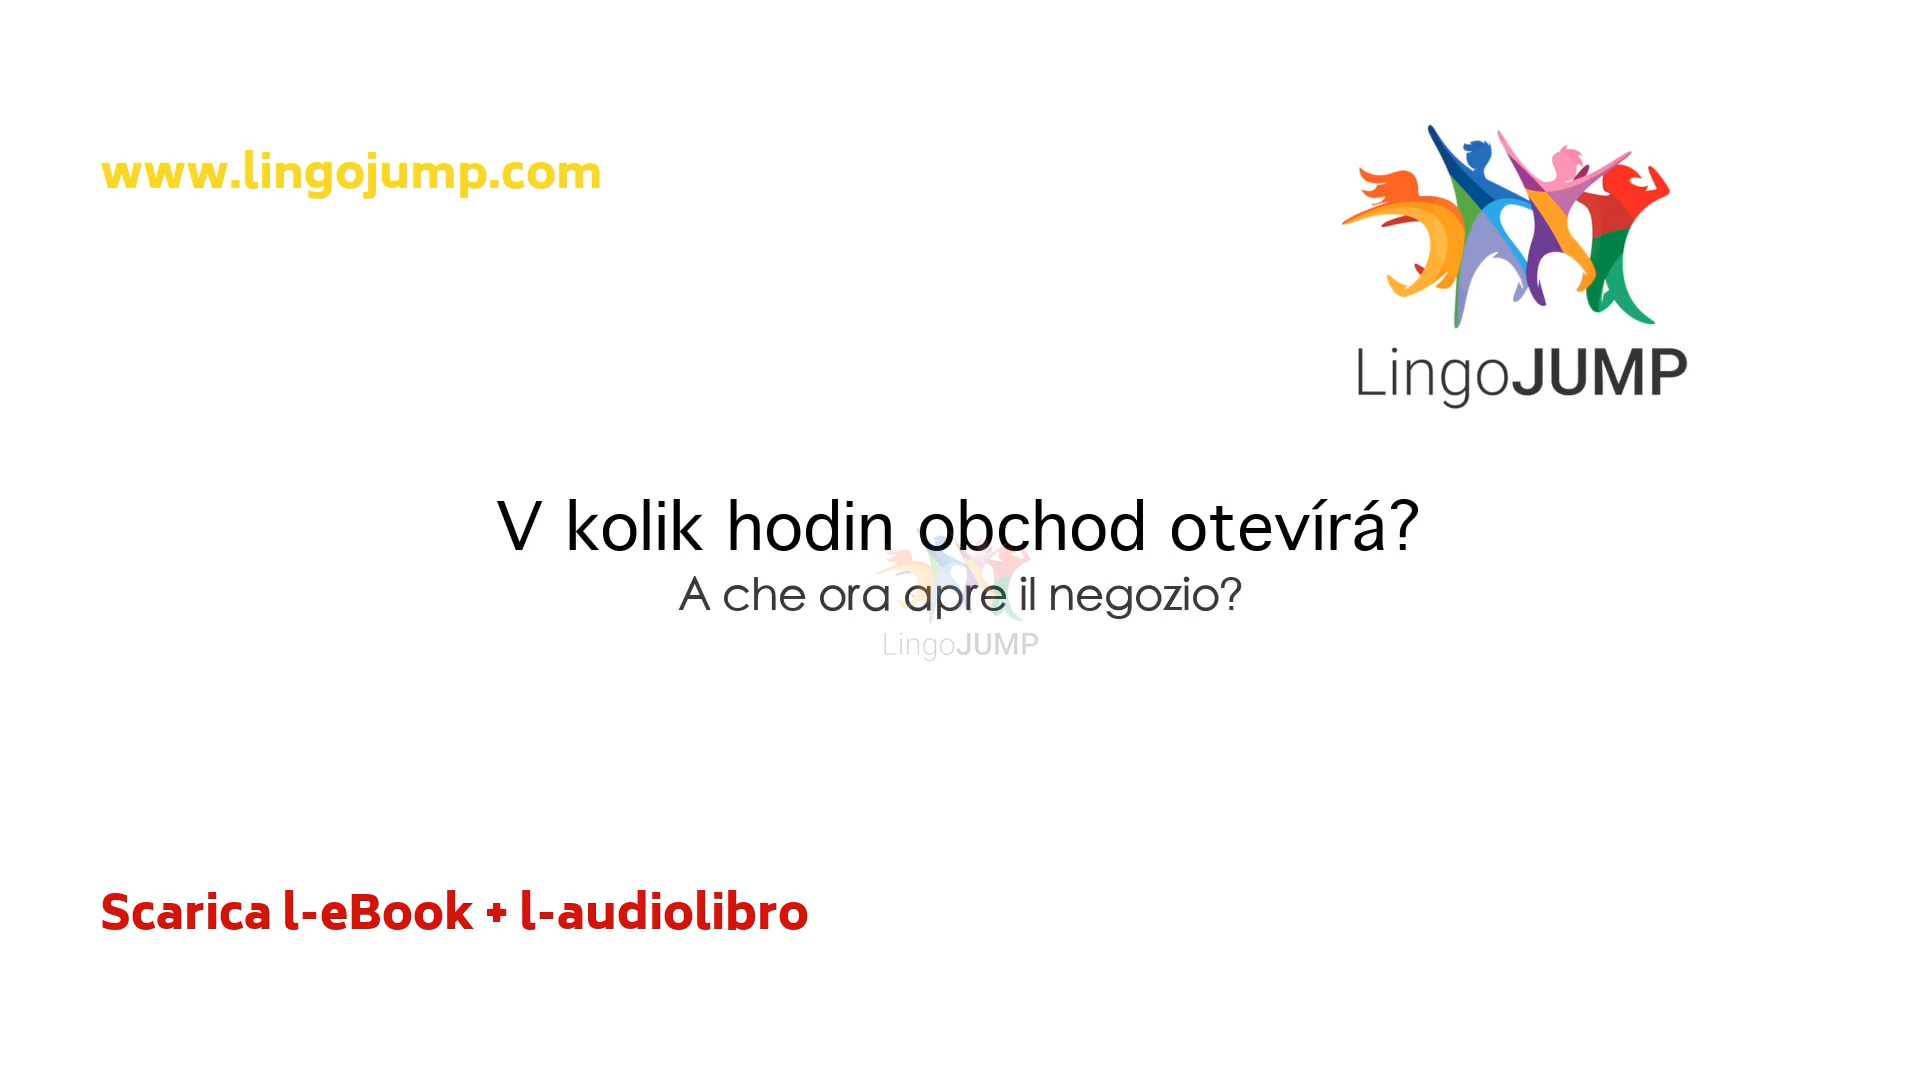 www.lingojump.com
LingoJUMP
V kolik hodin obchod otevírá?
A che ora apre il negozio?
LingoJUMP
Scarica l-eBook + l-audiolibro